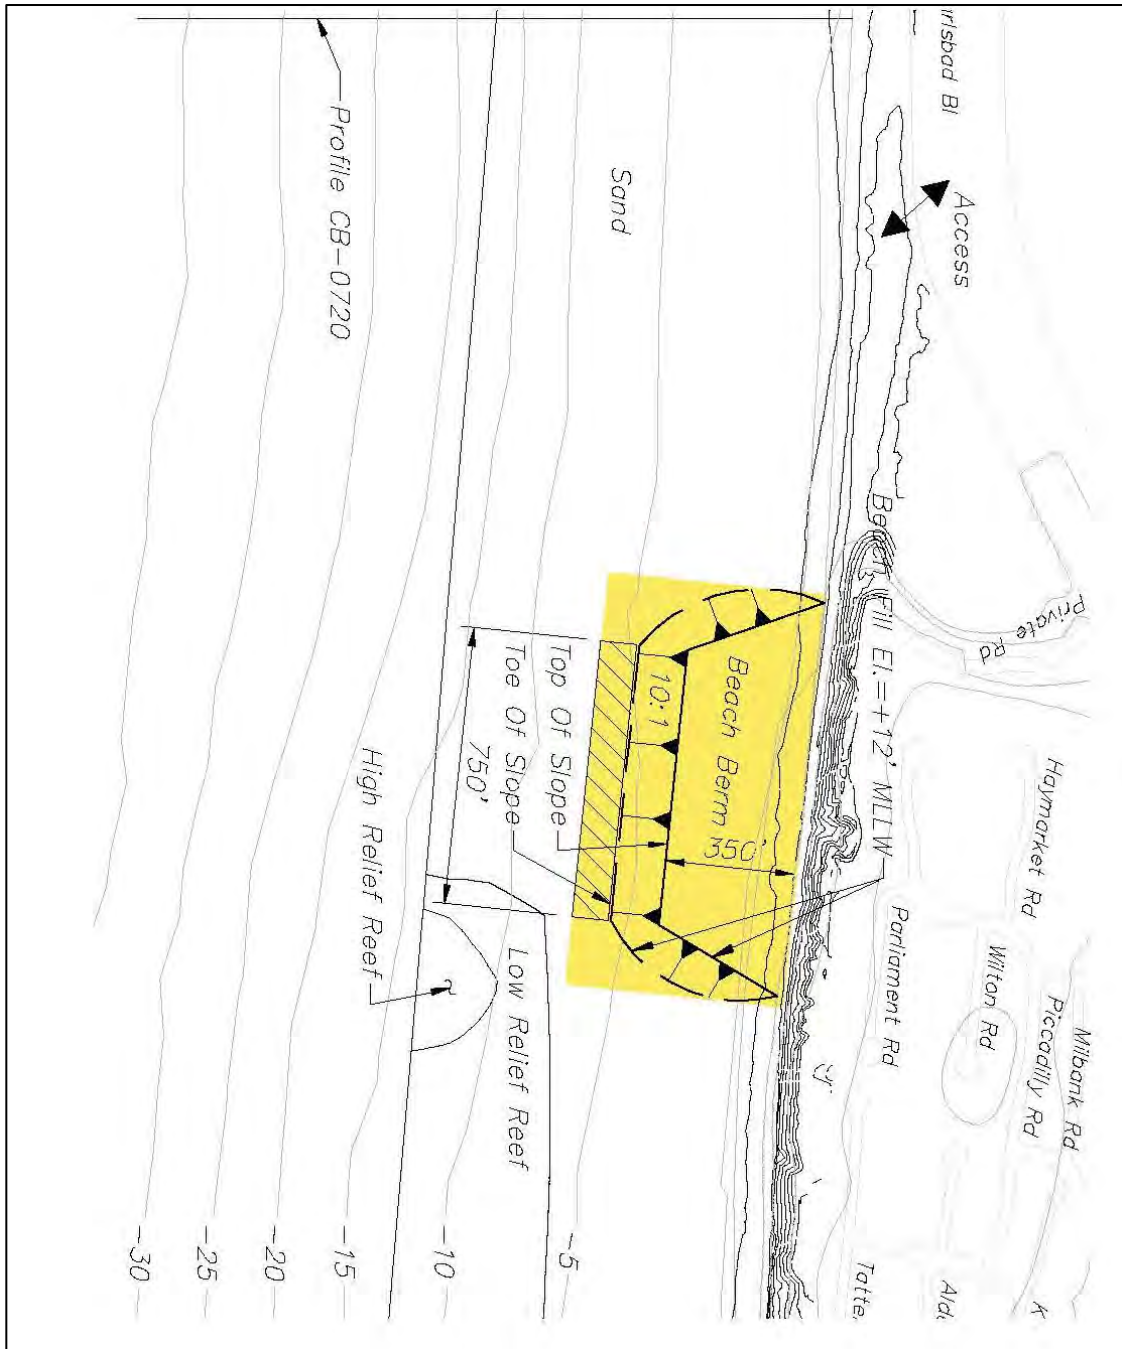 Carlsbad Bl
Access
Profile CB-0720
Sand
Private Rd
Beach Fill El.=+12' MLLW
Beach Berm
350'
10:1
Top Of Slope
Toe Of Slope
750'
High Relief Reef
Low Relief Reef
Haymarket Rd
Parliament Rd
Wilton Rd
Piccadilly Rd
Milbank Rd
Tatte
Ald
K
-5
-10
-15
-20
-25
-30